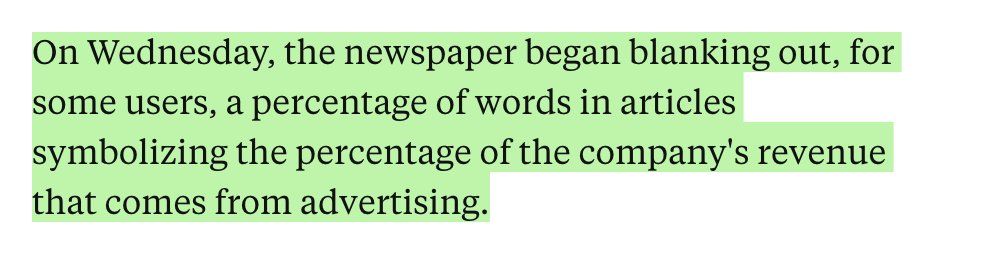 On Wednesday, the newspaper began blanking out, for
some users, a percentage of words in articles
symbolizing the percentage of the company's revenue
that comes from advertising.